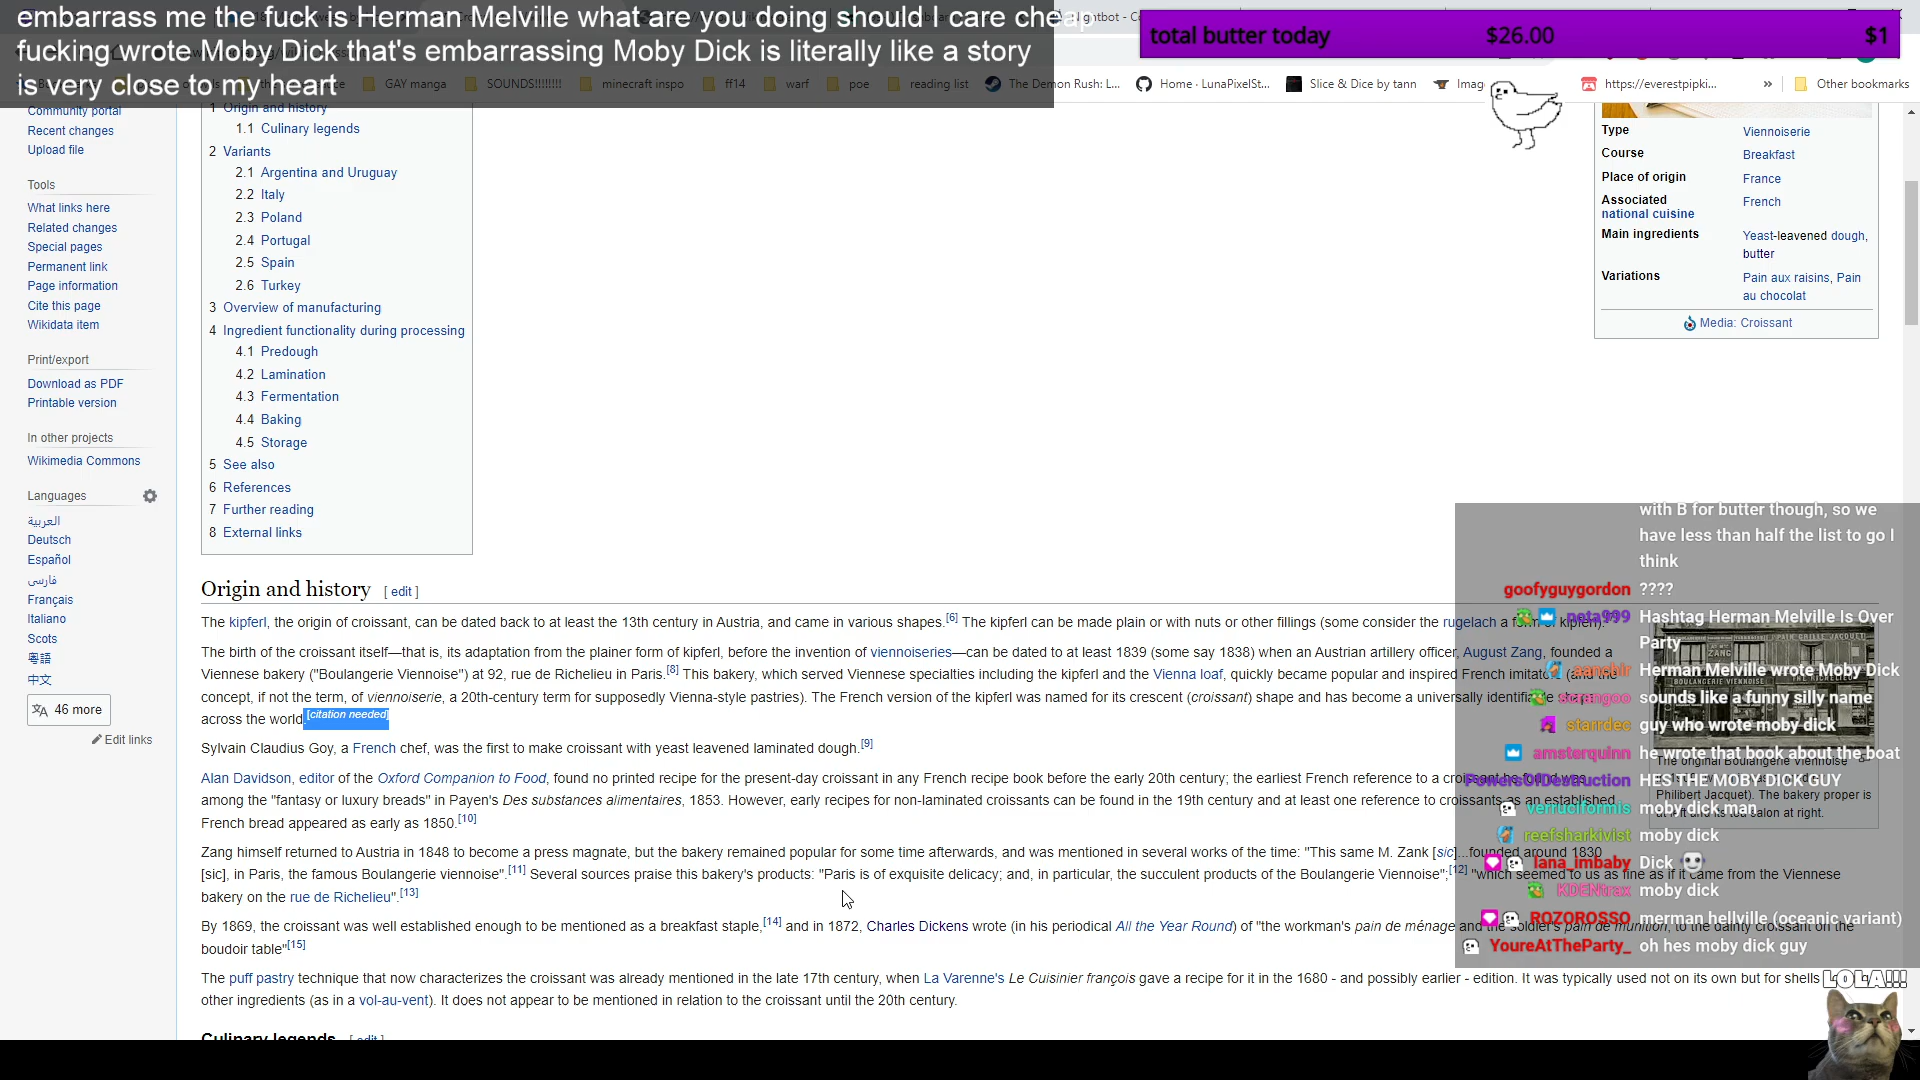 embarrass me the fuck is Herman Melville what are you doing should I care cheap
fucking wrote Moby Dick that's embarrassing Moby Dick is literally like a story
is very close to my heart
total butter today $26.00 $1
GAY manga
SOUNDS!!!!!!!!
minecraft inspo
ff14
warf
poe
reading list
The Demon Rush: L...
Home · LunaPixelSt...
Slice & Dice by tann
Imag
https://everestpipki...
»
Other bookmarks
Community portal
Recent changes
Upload file
Tools
What links here
Related changes
Special pages
Permanent link
Page information
Cite this page
Wikidata item
Print/export
Download as PDF
Printable version
In other projects
Wikimedia Commons
Languages
العربية
Deutsch
Español
فارسی
Français
Italiano
Scots
粵語
中文
46 more
Edit links
1 Origin and history
1.1 Culinary legends
2 Variants
2.1 Argentina and Uruguay
2.2 Italy
2.3 Poland
2.4 Portugal
2.5 Spain
2.6 Turkey
3 Overview of manufacturing
4 Ingredient functionality during processing
4.1 Predough
4.2 Lamination
4.3 Fermentation
4.4 Baking
4.5 Storage
5 See also
6 References
7 Further reading
8 External links
Type Viennoiserie
Course Breakfast
Place of origin France
Associated
national cuisine French
Main ingredients Yeast-leavened dough,
butter
Variations Pain aux raisins, Pain
au chocolat
Media: Croissant
Origin and history [ edit ]
The kipferl, the origin of croissant, can be dated back to at least the 13th century in Austria, and came in various shapes.[6] The kipferl can be made plain or with nuts or other fillings (some consider the rugelach a form of kipferl).
The birth of the croissant itself—that is, its adaptation from the plainer form of kipferl, before the invention of viennoiseries—can be dated to at least 1839 (some say 1838) when an Austrian artillery officer, August Zang, founded a
Viennese bakery ("Boulangerie Viennoise") at 92, rue de Richelieu in Paris.[8] This bakery, which served Viennese specialties including the kipferl and the Vienna loaf, quickly became popular and inspired French imitators (and the
concept, if not the term, of viennoiserie, a 20th-century term for supposedly Vienna-style pastries). The French version of the kipferl was named for its crescent (croissant) shape and has become a universally identifiable shape
across the world.[citation needed]
Sylvain Claudius Goy, a French chef, was the first to make croissant with yeast leavened laminated dough.[9]
Alan Davidson, editor of the Oxford Companion to Food, found no printed recipe for the present-day croissant in any French recipe book before the early 20th century; the earliest French reference to a croissant he found was
among the "fantasy or luxury breads" in Payen's Des substances alimentaires, 1853. However, early recipes for non-laminated croissants can be found in the 19th century and at least one reference to croissants as an established
French bread appeared as early as 1850.[10]
Zang himself returned to Austria in 1848 to become a press magnate, but the bakery remained popular for some time afterwards, and was mentioned in several works of the time: "This same M. Zank [sic]...founded around 1830
[sic], in Paris, the famous Boulangerie viennoise".[11] Several sources praise this bakery's products: "Paris is of exquisite delicacy; and, in particular, the succulent products of the Boulangerie Viennoise";[12] "which seemed to us as fine as if it came from the Viennese
bakery on the rue de Richelieu".[13]
By 1869, the croissant was well established enough to be mentioned as a breakfast staple,[14] and in 1872, Charles Dickens wrote (in his periodical All the Year Round) of "the workman's pain de ménage and the soldier's pain de munition, to the dainty croissant on the
boudoir table"[15]
The puff pastry technique that now characterizes the croissant was already mentioned in the late 17th century, when La Varenne's Le Cuisinier françois gave a recipe for it in the 1680 - and possibly earlier - edition. It was typically used not on its own but for shells
other ingredients (as in a vol-au-vent). It does not appear to be mentioned in relation to the croissant until the 20th century.
Culinary legends [ edit ]
The original Boulangerie Viennoise
Philibert Jacquet). The bakery proper is
at left and its tea salon at right.
with B for butter though, so we
have less than half the list to go I
think
goofyguygordon ????
nota999 Hashtag Herman Melville Is Over
Party
Herman Melville wrote Moby Dick
sounds like a funny silly name
starrdec guy who wrote moby dick
amsterquinn he wrote that book about the boat
PowersOfDestruction HES THE MOBY DICK GUY
verruciformis moby dick man
reefsharkivist moby dick
lana_imbaby Dick
KDENtrax moby dick
ROZOROSSO merman hellville (oceanic variant)
YoureAtTheParty_ oh hes moby dick guy
LOLA!!!